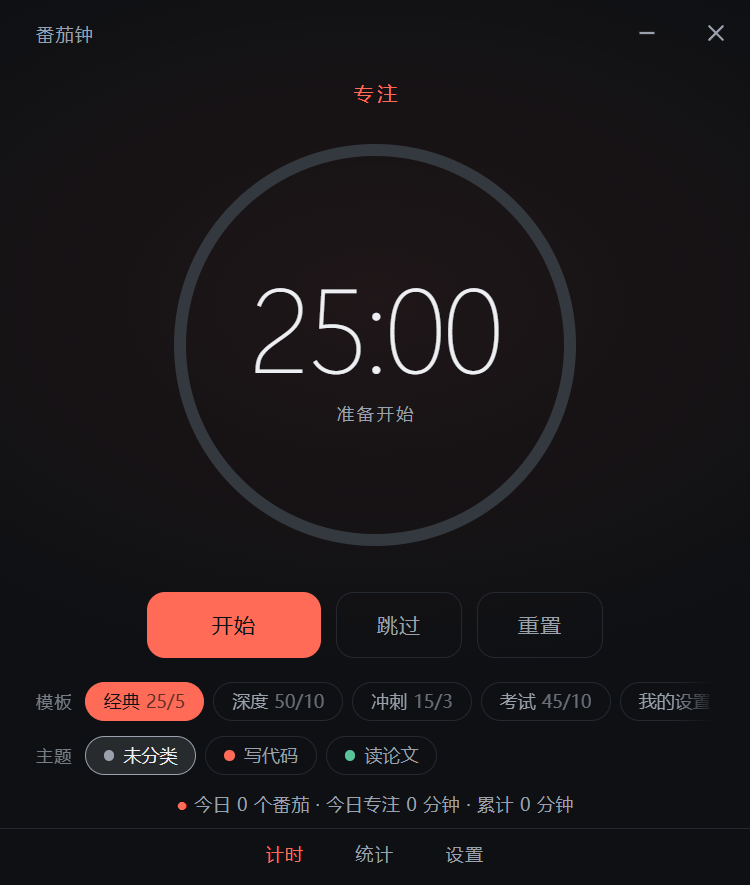 番茄钟
专注
25:00
准备开始
开始 跳过 重置
模板 经典 25/5 深度 50/10 冲刺 15/3 考试 45/10 我的设置
主题 未分类 写代码 读论文
今日 0 个番茄 · 今日专注 0 分钟 · 累计 0 分钟
计时 统计 设置